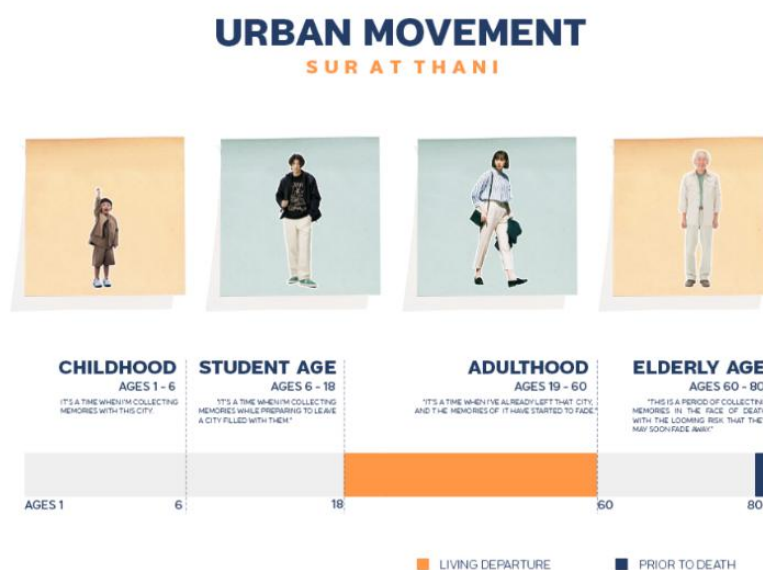 URBAN MOVEMENT
SURAT THANI
CHILDHOOD
AGES 1 - 6
IT'S A TIME WHEN I'M COLLECTING
MEMORIES WITH THIS CITY.
STUDENT AGE
AGES 6 - 18
"IT'S A TIME WHEN I'M COLLECTING
MEMORIES WHILE PREPARING TO LEAVE
A CITY FILLED WITH THEM."
ADULTHOOD
AGES 19 - 60
"IT'S A TIME WHEN I'VE ALREADY LEFT THAT CITY,
AND THE MEMORIES OF IT HAVE STARTED TO FADE."
ELDERLY AGE
AGES 60 - 80
"THIS IS A PERIOD OF COLLECTING
MEMORIES IN THE FACE OF DEATH
WITH THE LOOMING RISK THAT THE
MAY SOON FADE AWAY."
AGES 1
6
18
60
80
LIVING DEPARTURE
PRIOR TO DEATH